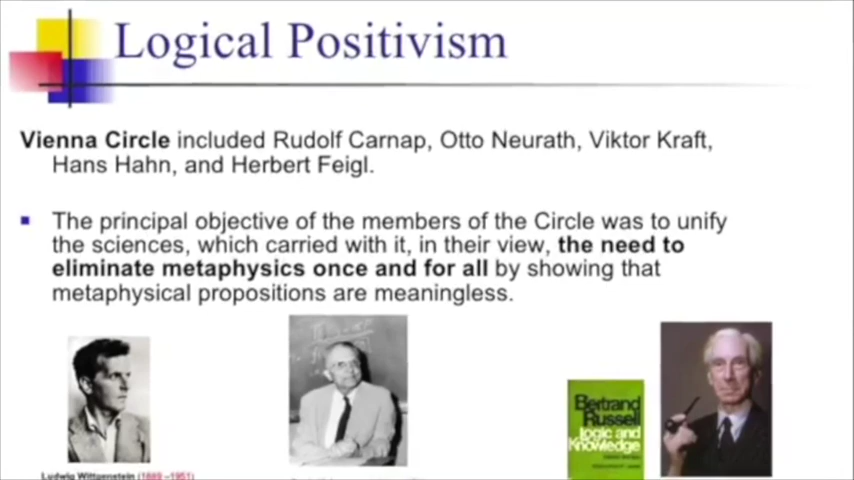 Logical Positivism
Vienna Circle included Rudolf Carnap, Otto Neurath, Viktor Kraft,
Hans Hahn, and Herbert Feigl.
The principal objective of the members of the Circle was to unify
the sciences, which carried with it, in their view, the need to
eliminate metaphysics once and for all by showing that
metaphysical propositions are meaningless.
Bertrand
Russell
Logic and
Knowledge
Ludwig Wittgenstein (1889 –1951)